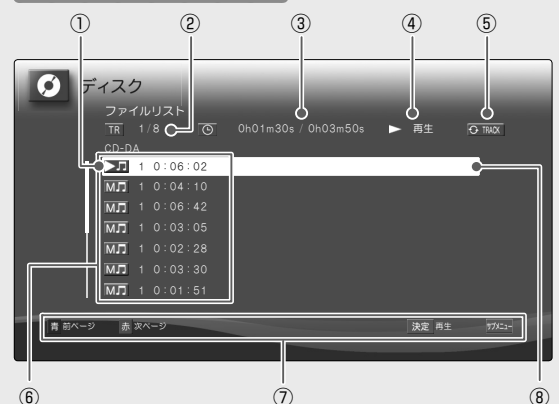 ① ② ③ ④ ⑤
ディスク
ファイルリスト
TR 1/8 0h01m30s / 0h03m50s 再生 TRACK
CD-DA
1 0:06:02
M 1 0:04:10
M 1 0:06:42
M 1 0:03:05
M 1 0:02:28
M 1 0:03:30
M 1 0:01:51
青 前ページ 赤 次ページ 決定 再生 サブメニュー
⑥ ⑦ ⑧